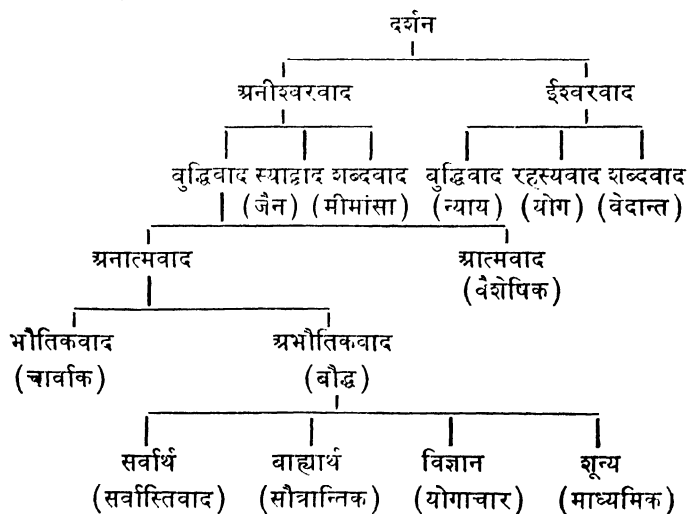 दर्शन
अनीश्वरवाद ईश्वरवाद
बुद्धिवाद स्याद्वाद शब्दवाद बुद्धिवाद रहस्यवाद शब्दवाद
(जैन) (मीमांसा) (न्याय) (योग) (वेदान्त)
अनात्मवाद आत्मवाद
(वैशेषिक)
भौतिकवाद अभौतिकवाद
(चार्वाक) (बौद्ध)
सर्वार्थ बाह्यार्थ विज्ञान शून्य
(सर्वास्तिवाद) (सौत्रान्तिक) (योगाचार) (माध्यमिक)